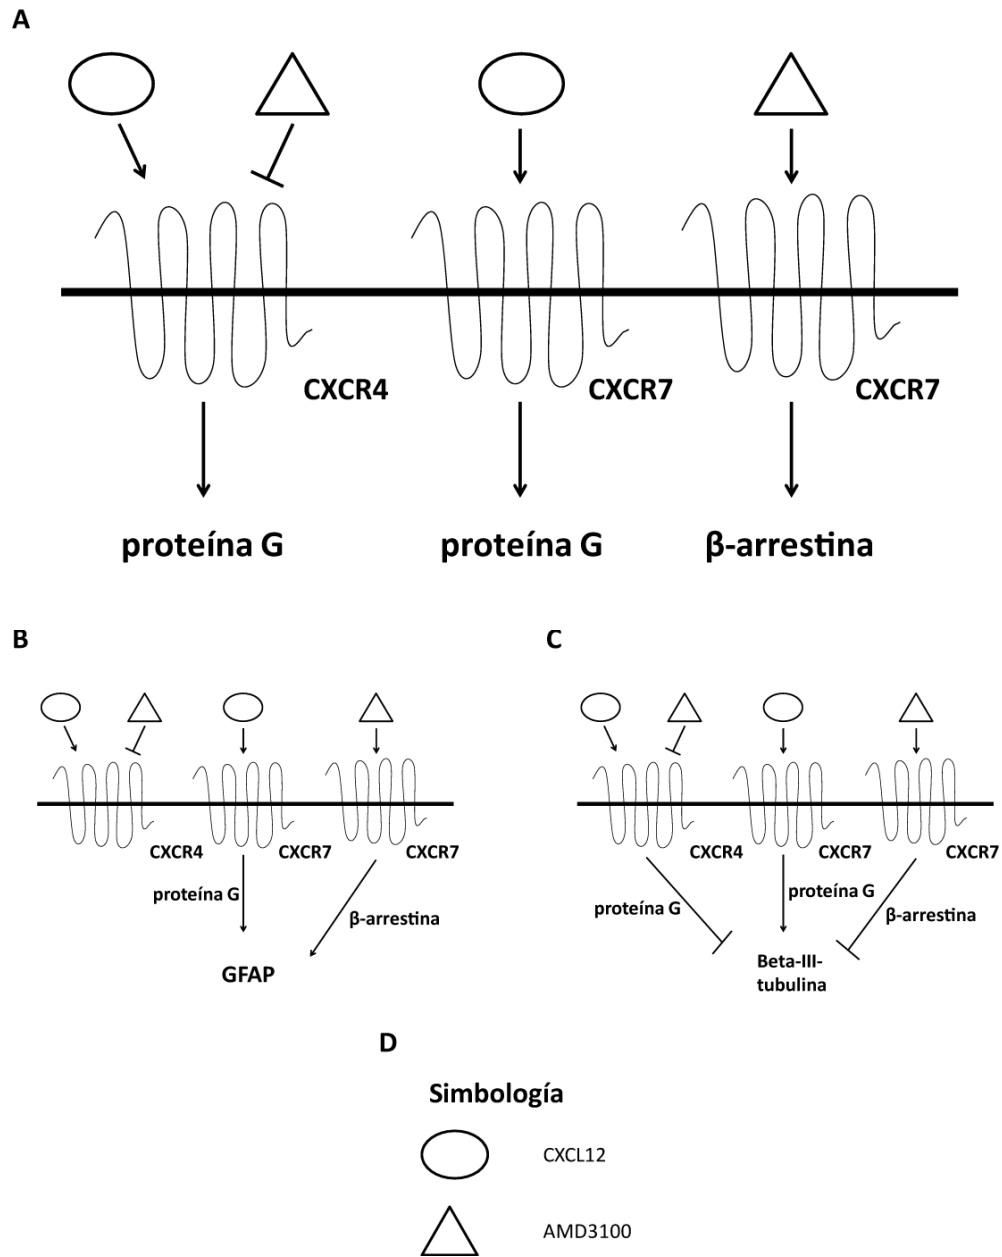 A
CXCR4
CXCR7
CXCR7
proteína G
proteína G
β-arrestina
B
CXCR4
CXCR7
CXCR7
proteína G
β-arrestina
GFAP
C
CXCR4
CXCR7
CXCR7
proteína G
proteína G
β-arrestina
Beta-III-
tubulina
D
Simbología
CXCL12
AMD3100